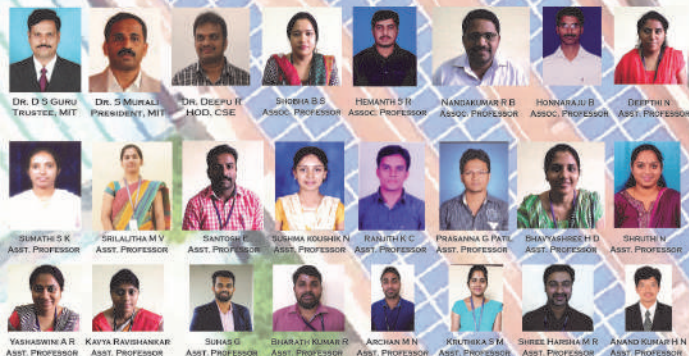 DR. D S GURU
TRUSTEE, MIT
DR. S MURALI
PRESIDENT, MIT
DR. DEEPU R
HOD, CSE
SHOBHA B S
ASSOC. PROFESSOR
HEMANTH S R
ASSOC. PROFESSOR
NANDAKUMAR R B
ASSOC. PROFESSOR
HONNARAJU B
ASSOC. PROFESSOR
DEEPTHI N
ASST. PROFESSOR
SUMATHI S K
ASST. PROFESSOR
SRILALITHA M V
ASST. PROFESSOR
SANTOSH E
ASST. PROFESSOR
SUSHMA KOUSHIK N
ASST. PROFESSOR
RANJITH K C
ASST. PROFESSOR
PRASANNA G PATIL
ASST. PROFESSOR
BHAVYASHREE H D
ASST. PROFESSOR
SHRUTHI N
ASST. PROFESSOR
YASHASWINI A R
ASST. PROFESSOR
KAVYA RAVISHANKAR
ASST. PROFESSOR
SUHAS G
ASST. PROFESSOR
BHARATH KUMAR R
ASST. PROFESSOR
ARCHAN M N
ASST. PROFESSOR
KRUTHIKA S M
ASST. PROFESSOR
SHREE HARSHA M R
ASST. PROFESSOR
ANAND KUMAR H N
ASST. PROFESSOR